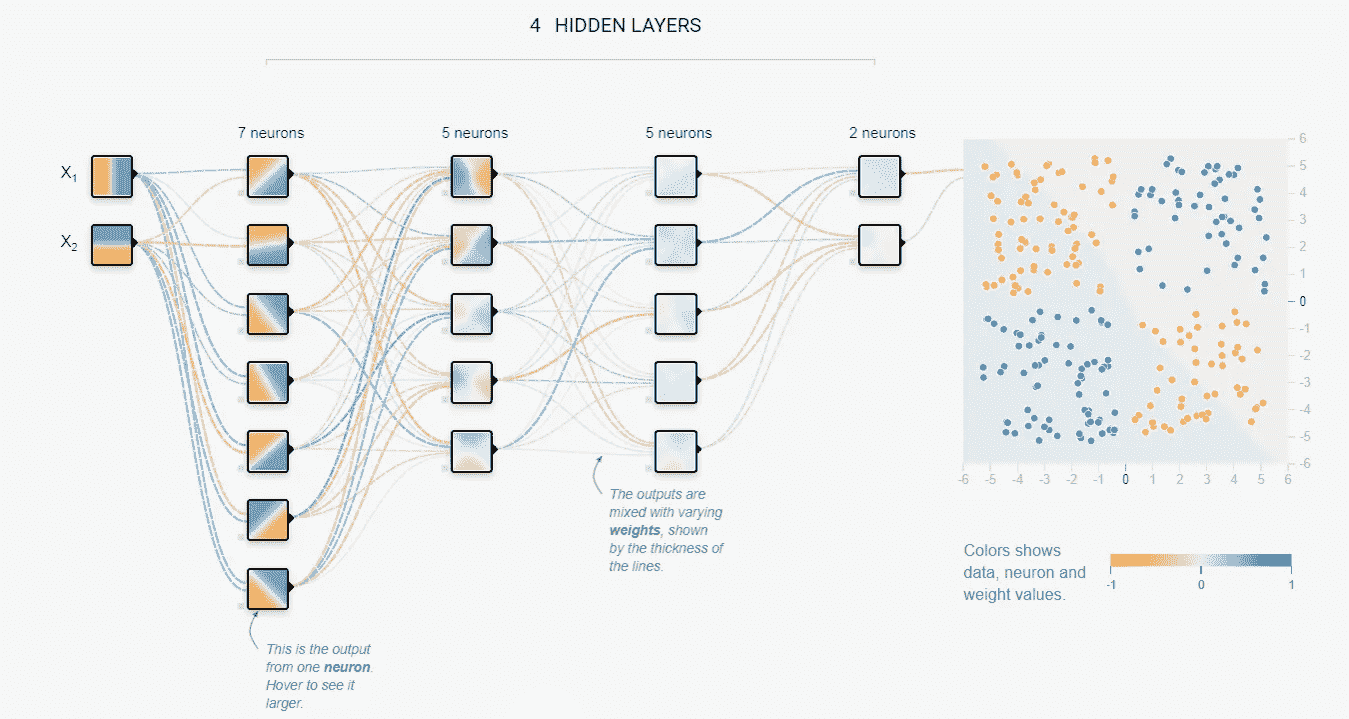 4 HIDDEN LAYERS
7 neurons
5 neurons
5 neurons
2 neurons
X1
X2
6
5
4
3
2
1
0
-1
-2
-3
-4
-5
-6
-6 -5 -4 -3 -2 -1 0 1 2 3 4 5 6
The outputs are
mixed with varying
weights, shown
by the thickness of
the lines.
Colors shows
data, neuron and
weight values.
-1 0 1
This is the output
from one neuron.
Hover to see it
larger.